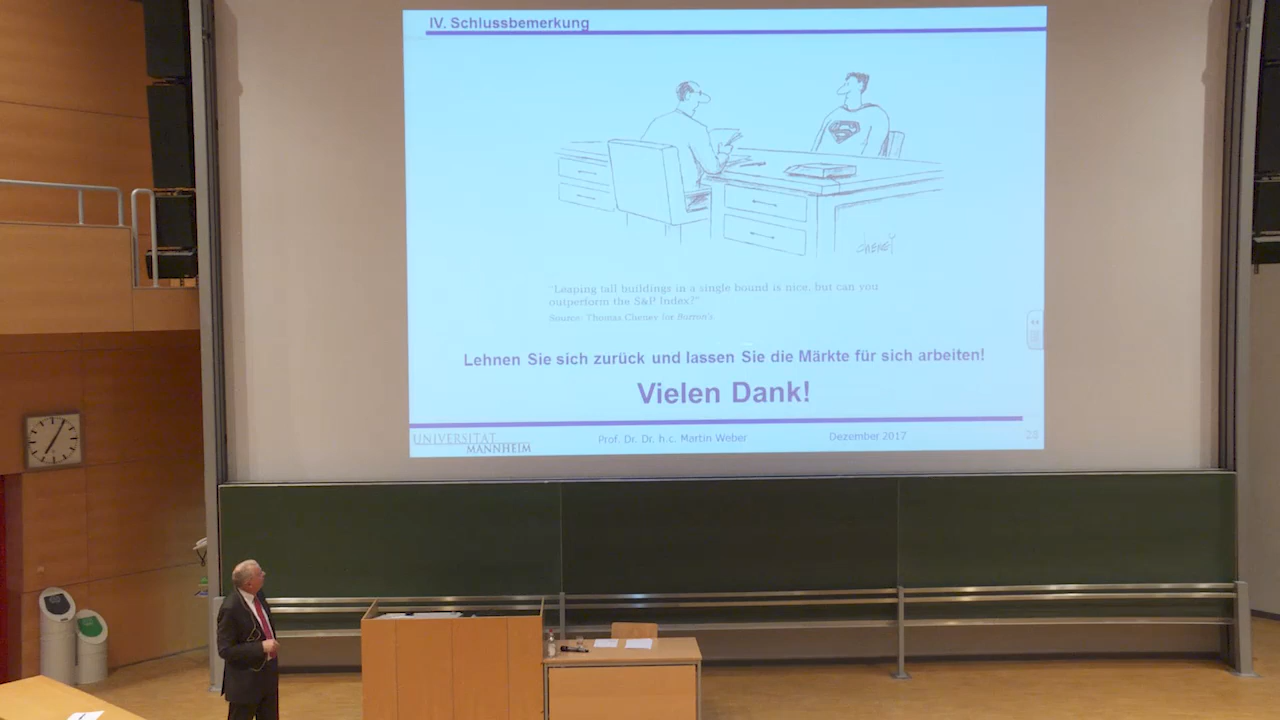 IV. Schlussbemerkung
CHENEY
"Leaping tall buildings in a single bound is nice, but can you
outperform the S&P Index?"
Source: Thomas Cheney for Barron's.
Lehnen Sie sich zurück und lassen Sie die Märkte für sich arbeiten!
Vielen Dank!
UNIVERSITÄT
MANNHEIM
Prof. Dr. Dr. h.c. Martin Weber
Dezember 2017
28